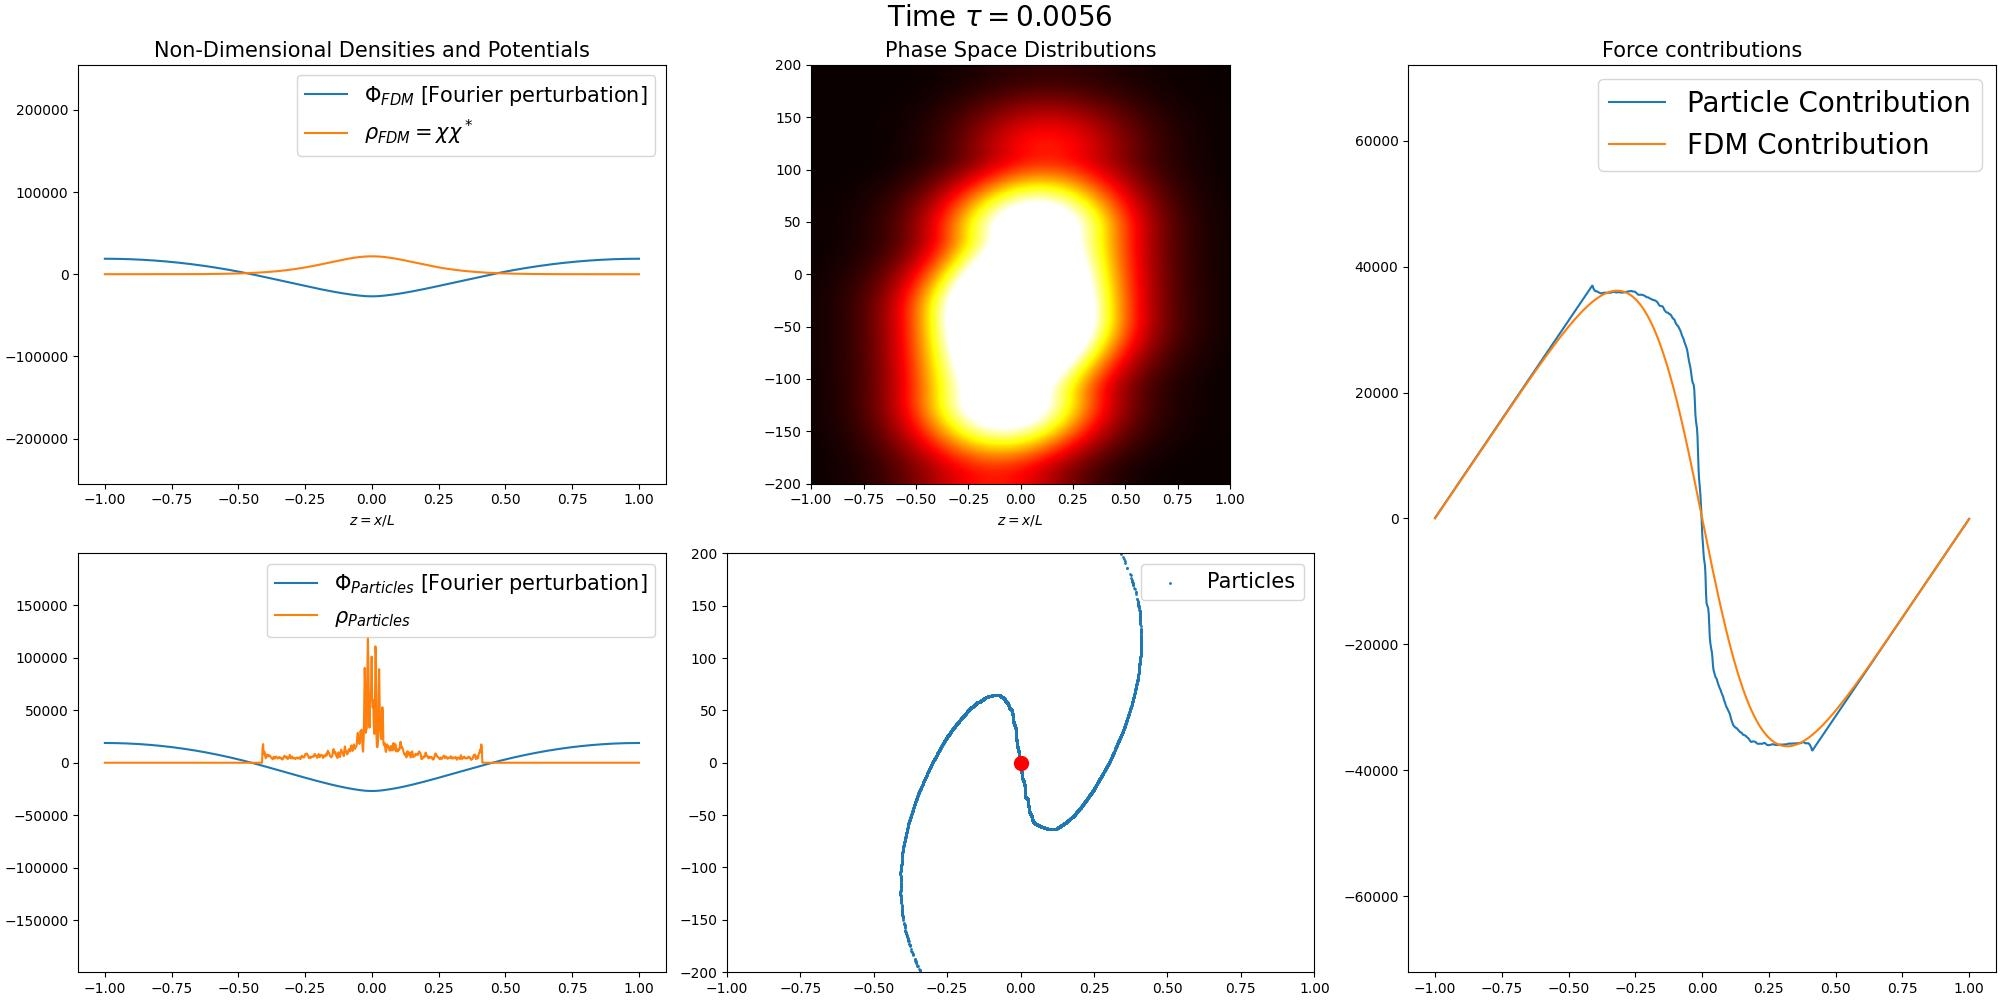 Time τ = 0.0056
Non-Dimensional Densities and Potentials
Φ_FDM [Fourier perturbation]
ρ_FDM = χχ*
200000
100000
0
−100000
−200000
−1.00 −0.75 −0.50 −0.25 0.00 0.25 0.50 0.75 1.00
z = x/L
Phase Space Distributions
200
150
100
50
0
−50
−100
−150
−200
−1.00 −0.75 −0.50 −0.25 0.00 0.25 0.50 0.75 1.00
z = x/L
Force contributions
Particle Contribution
FDM Contribution
60000
40000
20000
0
−20000
−40000
−60000
−1.00 −0.75 −0.50 −0.25 0.00 0.25 0.50 0.75 1.00
Φ_Particles [Fourier perturbation]
ρ_Particles
150000
100000
50000
0
−50000
−100000
−150000
−1.00 −0.75 −0.50 −0.25 0.00 0.25 0.50 0.75 1.00
Particles
200
150
100
50
0
−50
−100
−150
−200
−1.00 −0.75 −0.50 −0.25 0.00 0.25 0.50 0.75 1.00